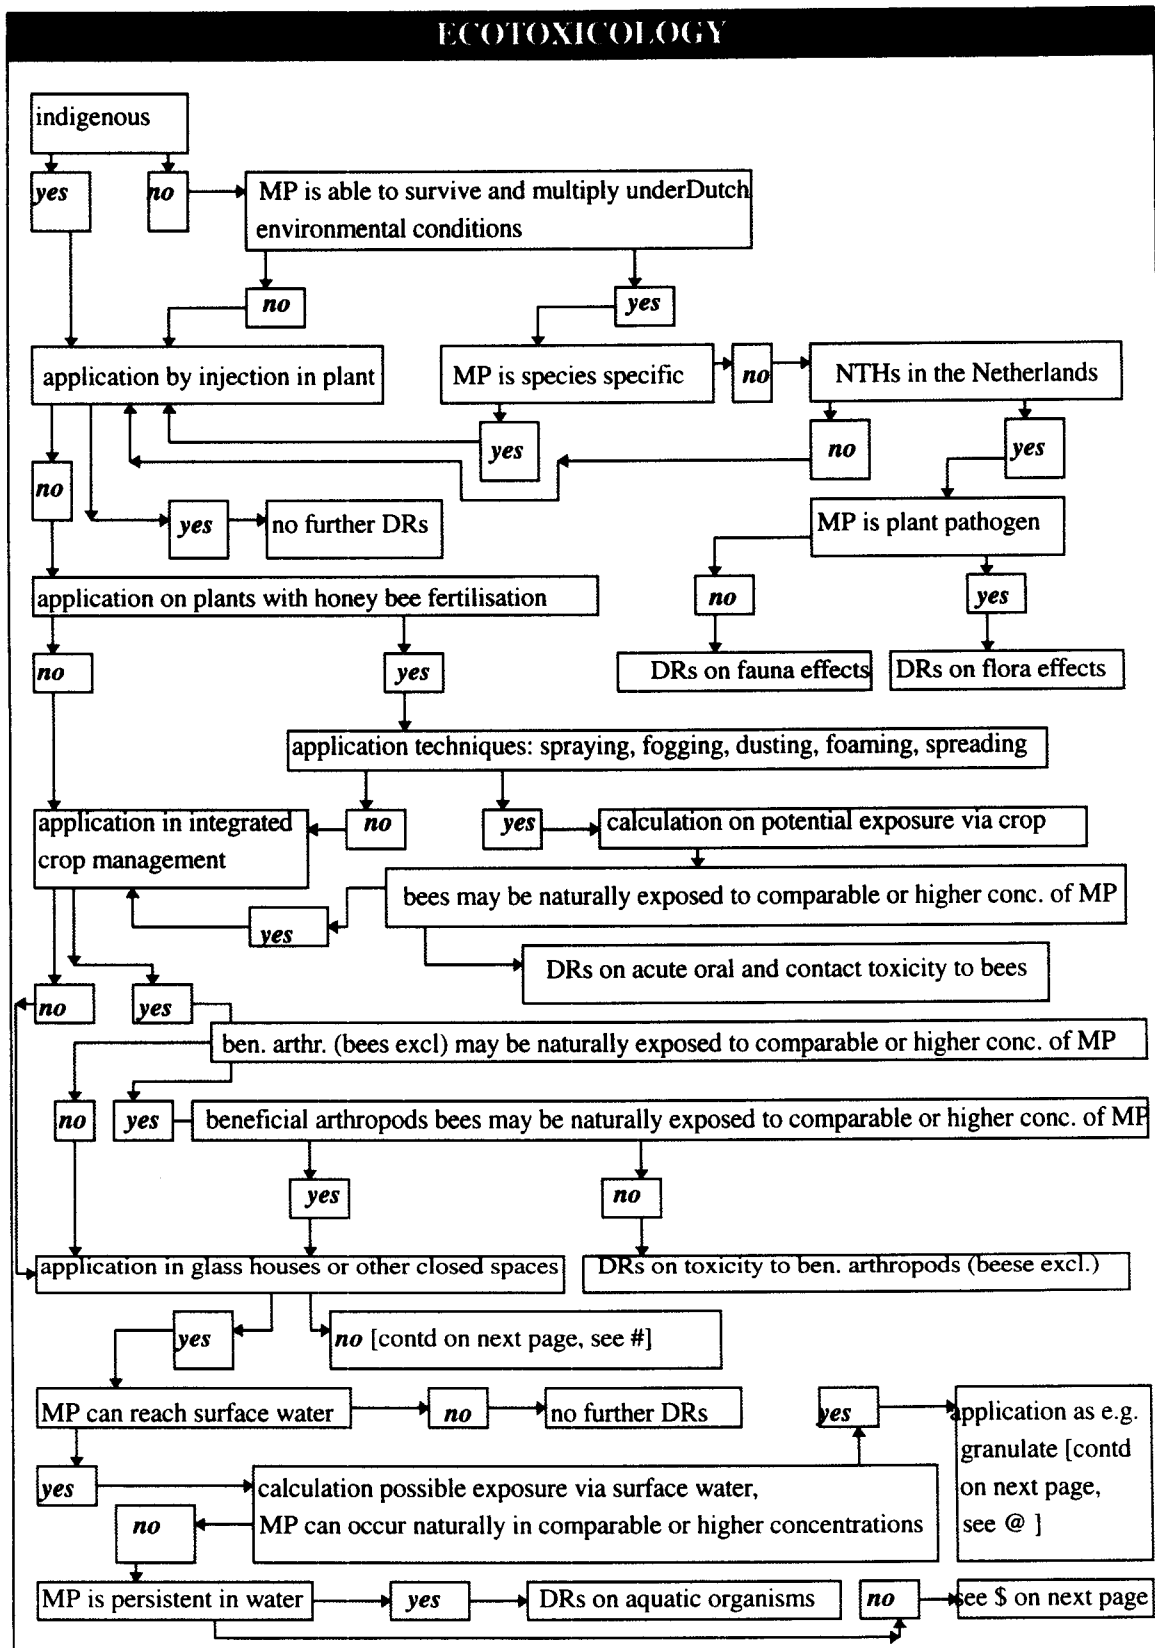 ECOTOXICOLOGY
indigenous
yes
no
MP is able to survive and multiply underDutch
environmental conditions
no
yes
application by injection in plant
MP is species specific
no
NTHs in the Netherlands
yes
no
yes
no
yes
no further DRs
MP is plant pathogen
application on plants with honey bee fertilisation
no
yes
no
yes
DRs on fauna effects
DRs on flora effects
application techniques: spraying, fogging, dusting, foaming, spreading
application in integrated
crop management
no
yes
calculation on potential exposure via crop
bees may be naturally exposed to comparable or higher conc. of MP
yes
DRs on acute oral and contact toxicity to bees
no
yes
ben. arthr. (bees excl) may be naturally exposed to comparable or higher conc. of MP
no
yes
beneficial arthropods bees may be naturally exposed to comparable or higher conc. of MP
yes
no
application in glass houses or other closed spaces
DRs on toxicity to ben. arthropods (beese excl.)
yes
no [contd on next page, see #]
MP can reach surface water
no
no further DRs
yes
application as e.g.
granulate [contd
on next page,
see @ ]
yes
calculation possible exposure via surface water,
MP can occur naturally in comparable or higher concentrations
no
MP is persistent in water
yes
DRs on aquatic organisms
no
see $ on next page